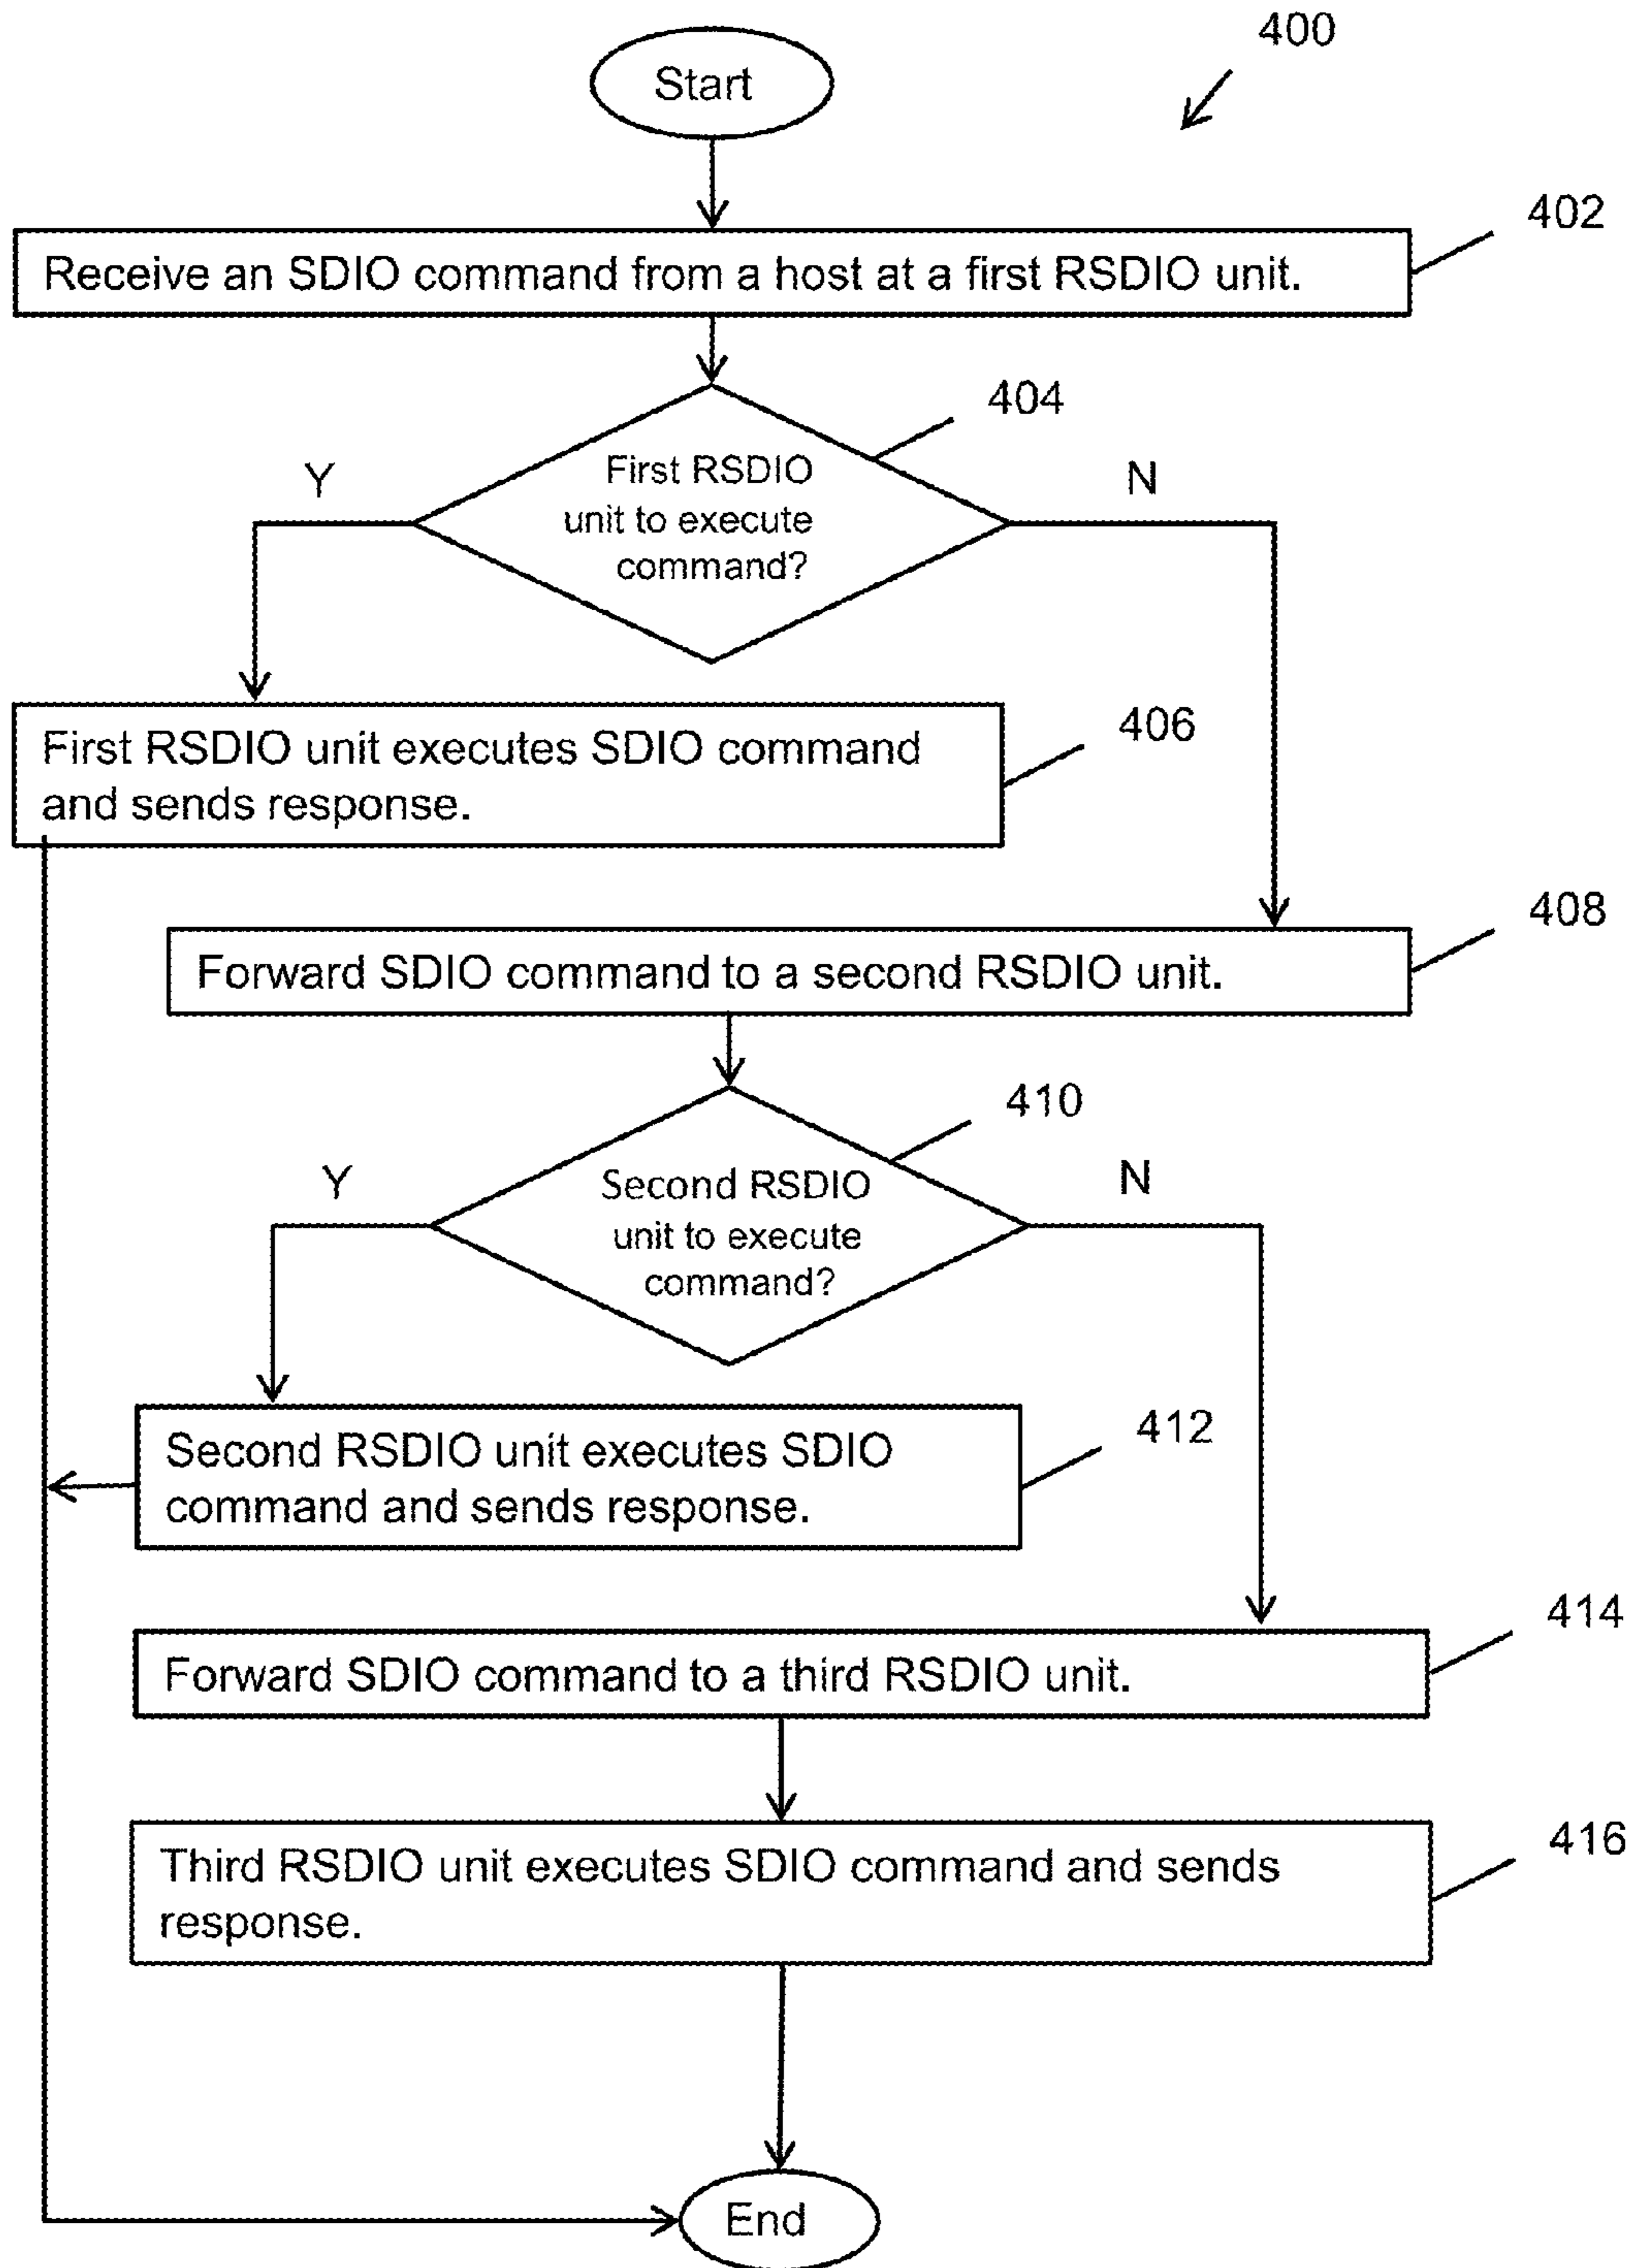 400
Start
402
Receive an SDIO command from a host at a first RSDIO unit.
404
Y
N
First RSDIO
unit to execute
command?
406
First RSDIO unit executes SDIO command
and sends response.
408
Forward SDIO command to a second RSDIO unit.
410
Y
N
Second RSDIO
unit to execute
command?
412
Second RSDIO unit executes SDIO
command and sends response.
414
Forward SDIO command to a third RSDIO unit.
416
Third RSDIO unit executes SDIO command and sends
response.
End